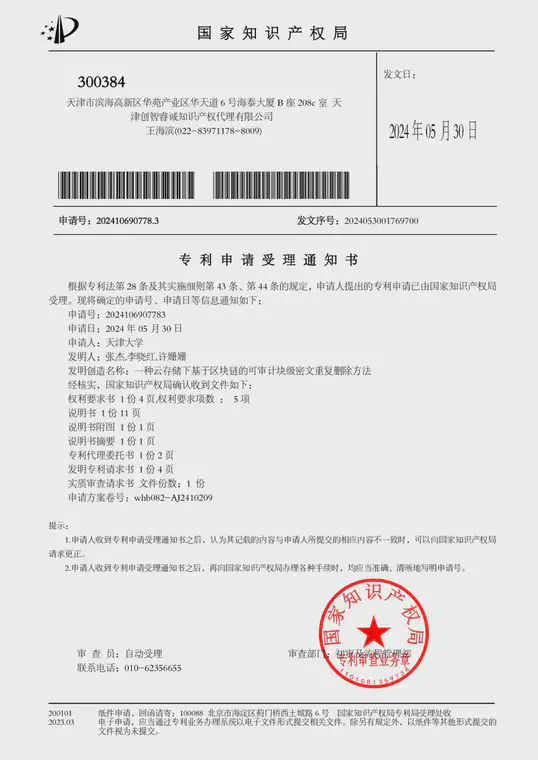 国家知识产权局
300384
发文日:
天津市滨海高新区华苑产业区华天道 6 号海泰大厦 B 座 208c 室 天
津创智睿诚知识产权代理有限公司
王海滨(022-83971178-8009)
2024 年 05 月 30 日
申请号: 202410690778.3
发文序号: 2024053001769700
专利申请受理通知书
根据专利法第 28 条及其实施细则第 43 条、第 44 条的规定,申请人提出的专利申请已由国家知识产权局
受理。现将确定的申请号、申请日等信息通知如下:
申请号: 2024106907783
申请日: 2024 年 05 月 30 日
申请人: 天津大学
发明人: 张杰,李晓红,许姗姗
发明创造名称: 一种云存储下基于区块链的可审计块级密文重复删除方法
经核实,国家知识产权局确认收到文件如下:
权利要求书 1 份 4 页,权利要求项数 : 5 项
说明书 1 份 11 页
说明书附图 1 份 1 页
说明书摘要 1 份 1 页
专利代理委托书 1 份 2 页
发明专利请求书 1 份 4 页
实质审查请求书 文件份数: 1 份
申请方案卷号: whb082-AJ2410209
提示:
1.申请人收到专利申请受理通知书之后,认为其记载的内容与申请人所提交的相应内容不一致时,可以向国家知识产权局
请求更正。
2.申请人收到专利申请受理通知书之后,再向国家知识产权局办理各种手续时,均应当准确、清晰地写明申请号。
国家知识产权局
专利审查业务章
审 查 员: 自动受理
审查部门: 初审及流程管理部
联系电话: 010-62356655
200101 纸件申请,回函请寄: 100088 北京市海淀区蓟门桥西土城路 6 号 国家知识产权局专利局受理处收
2023.03 电子申请,应当通过专利业务办理系统以电子文件形式提交相关文件。除另有规定外,以纸件等其他形式提交的
文件视为未提交。